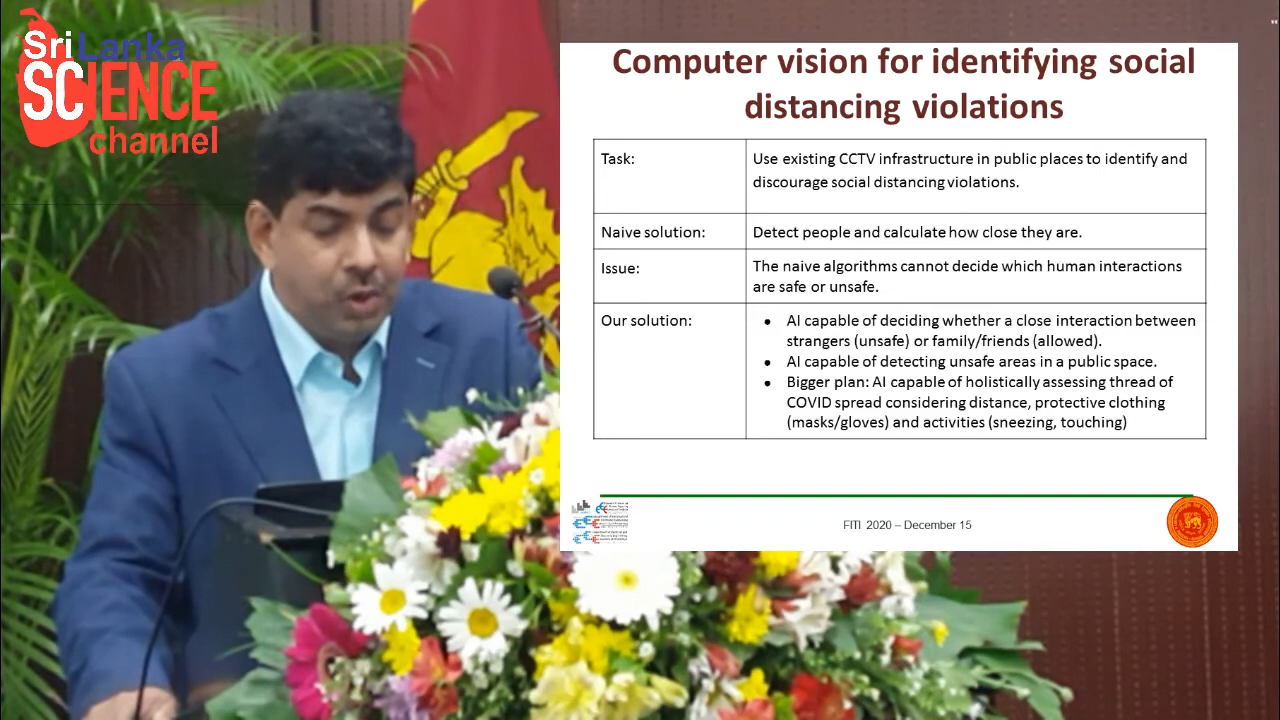 Sri Lanka
SCIENCE
channel
Computer vision for identifying social
distancing violations
Task:
Use existing CCTV infrastructure in public places to identify and
discourage social distancing violations.
Naive solution:
Detect people and calculate how close they are.
Issue:
The naive algorithms cannot decide which human interactions
are safe or unsafe.
Our solution:
● AI capable of deciding whether a close interaction between
strangers (unsafe) or family/friends (allowed).
● AI capable of detecting unsafe areas in a public space.
● Bigger plan: AI capable of holistically assessing thread of
COVID spread considering distance, protective clothing
(masks/gloves) and activities (sneezing, touching)
FITI 2020 – December 15